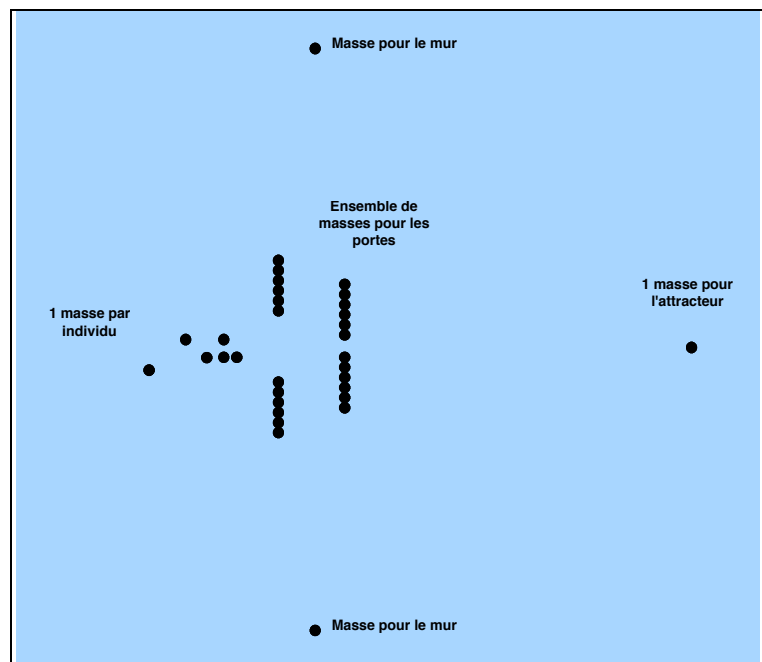 Masse pour le mur
Ensemble de
masses pour les
portes
1 masse par
individu
1 masse pour
l'attracteur
Masse pour le mur